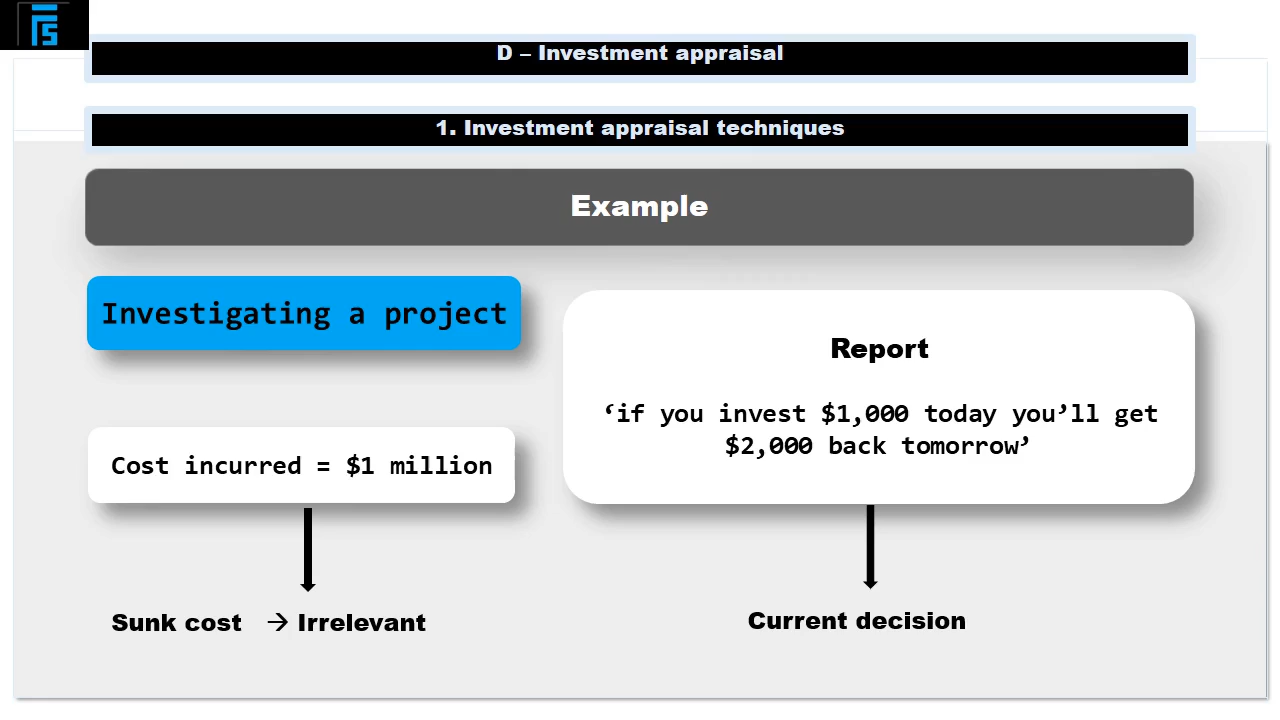 D – Investment appraisal
1. Investment appraisal techniques
Example
Investigating a project
Cost incurred = $1 million
Sunk cost → Irrelevant
Report
‘if you invest $1,000 today you’ll get
$2,000 back tomorrow’
Current decision